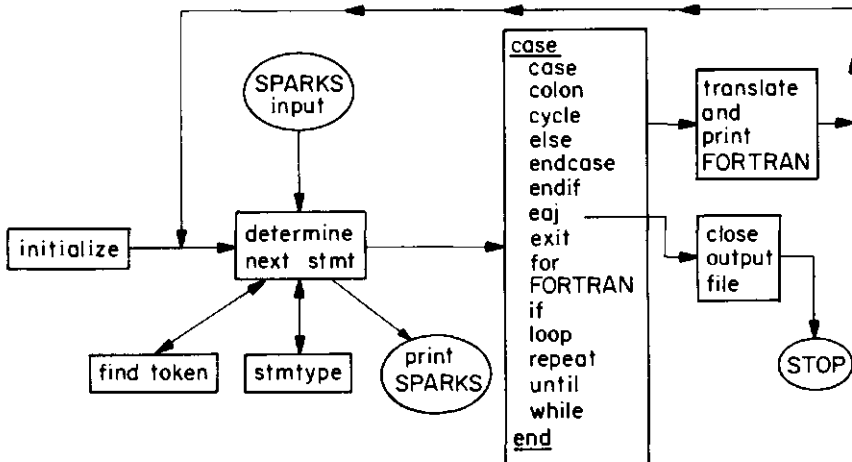 SPARKS
input
initialize
determine
next stmt
find token
stmtype
print
SPARKS
case
case
colon
cycle
else
endcase
endif
eaj
exit
for
FORTRAN
if
loop
repeat
until
while
end
translate
and
print
FORTRAN
close
output
file
STOP